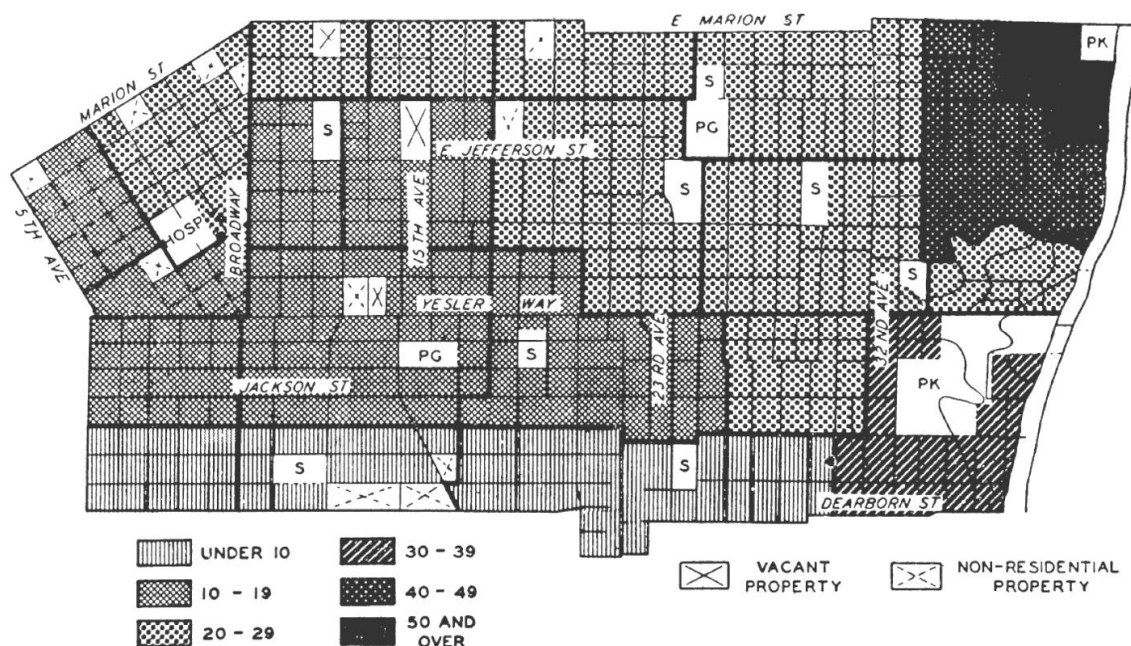 E MARION ST
PK
MARION ST
S
S
PG
E JEFFERSON ST
S
S
5TH AVE
HOSP
BROADWAY
15TH AVE
YESLER WAY
S
32ND AVE
23RD AVE
PG
S
JACKSON ST
PK
S
S
DEARBORN ST
UNDER 10
10 - 19
20 - 29
30 - 39
40 - 49
50 AND
OVER
VACANT
PROPERTY
NON-RESIDENTIAL
PROPERTY